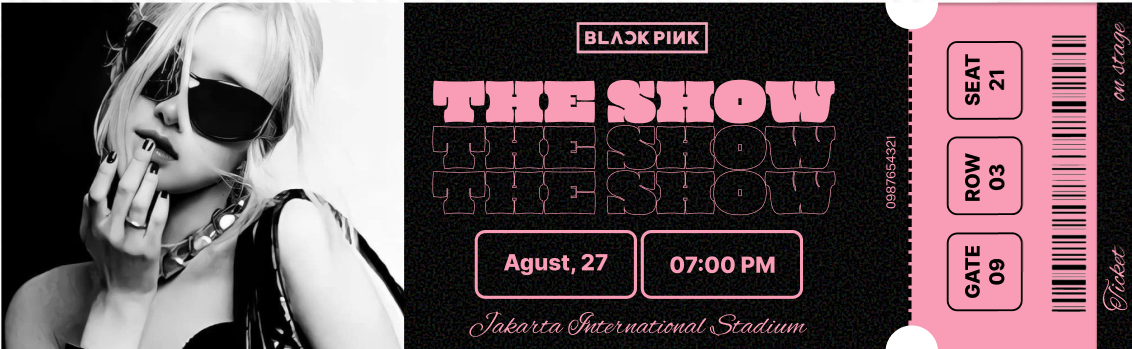 BLACKPINK
THE SHOW
THE SHOW
THE SHOW
Agust, 27
07:00 PM
Jakarta International Stadium
0987654321
SEAT
21
ROW
03
GATE
09
Ticket
on stage